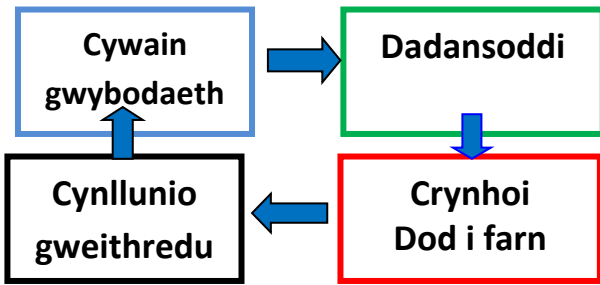 Cywain
gwybodaeth
Dadansoddi
Crynhoi
Dod i farn
Cynllunio
gweithredu